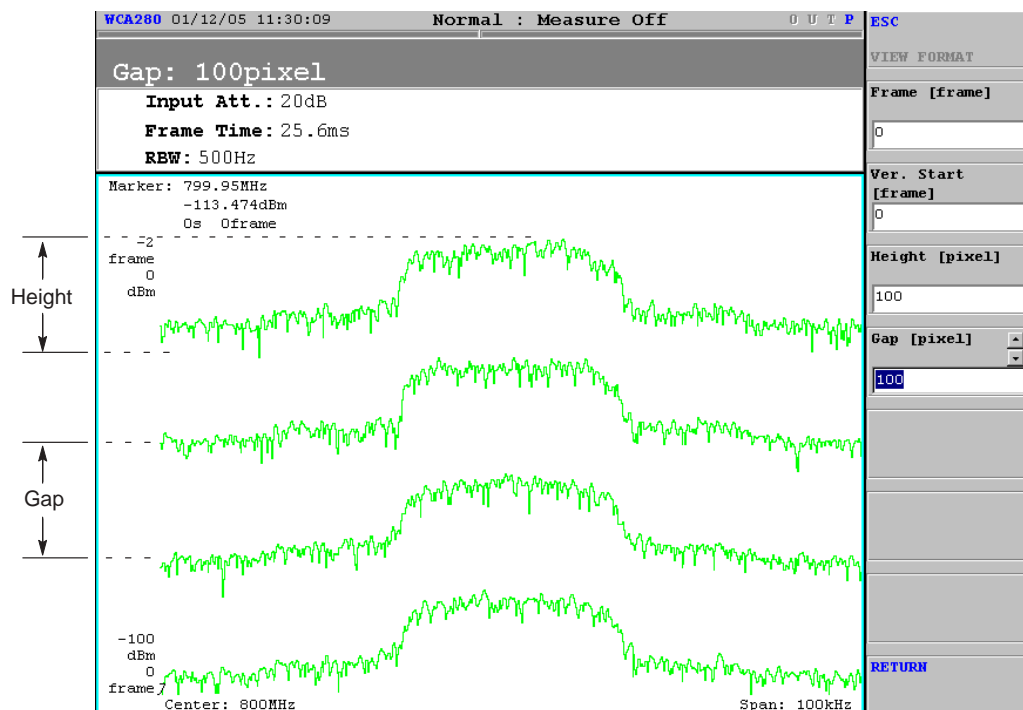 WCA280 01/12/05 11:30:09 Normal : Measure Off O U T P
Gap: 100pixel
Input Att.: 20dB
Frame Time: 25.6ms
RBW: 500Hz
Marker: 799.95MHz
-113.474dBm
0s 0frame
-2
frame
0
dBm
-100
dBm
0
frame
Center: 800MHz Span: 100kHz
Height
Gap
ESC
VIEW FORMAT
Frame [frame]
0
Ver. Start
[frame]
0
Height [pixel]
100
Gap [pixel]
100
RETURN